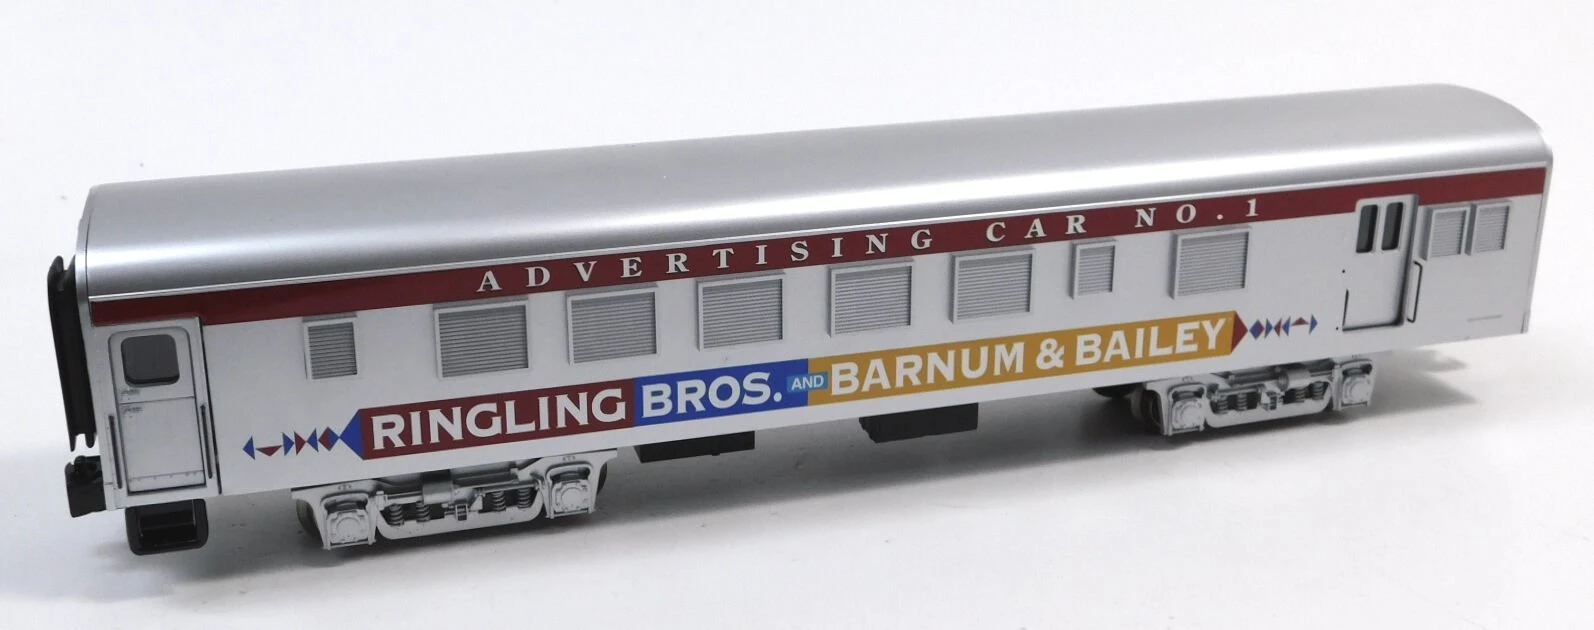 ADVERTISING CAR NO.1
RINGLING BROS. AND BARNUM & BAILEY